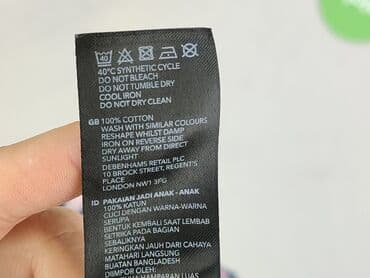 40
40°C SYNTHETIC CYCLE
DO NOT BLEACH
DO NOT TUMBLE DRY
COOL IRON
DO NOT DRY CLEAN
GB 100% COTTON
WASH WITH SIMILAR COLOURS
RESHAPE WHILST DAMP
IRON ON REVERSE SIDE
DRY AWAY FROM DIRECT
SUNLIGHT
DEBENHAMS RETAIL PLC
10 BROCK STREET, REGENT'S
PLACE
LONDON NW1 3FG
ID PAKAIAN JADI ANAK - ANAK
100% KATUN
CUCI DENGAN WARNA-WARNA
SERUPA
BENTUK KEMBALI SAAT LEMBAB
SETRIKA PADA BAGIAN
SEBALIKNYA
KERINGKAN JAUH DARI CAHAYA
MATAHARI LANGSUNG
BUATAN BANGLADESH
DIIMPOR OLEH: